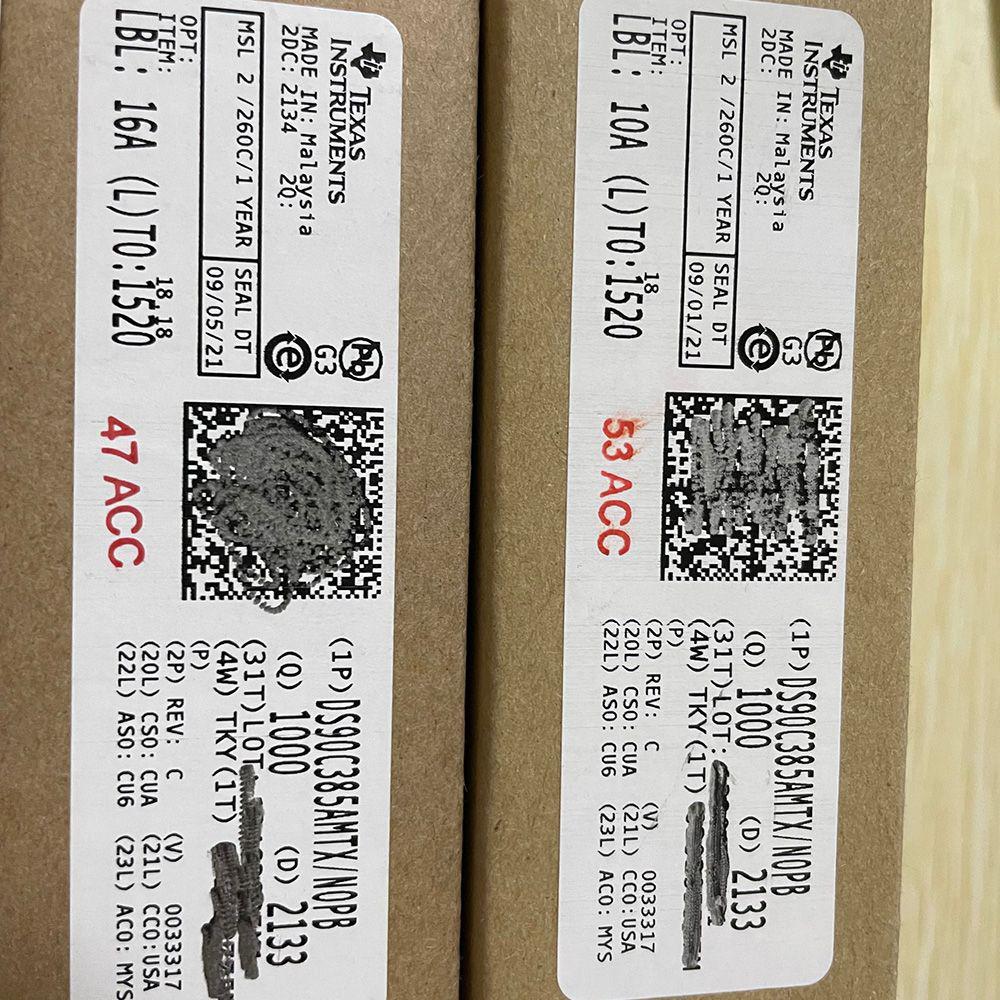 TEXAS
INSTRUMENTS
MADE IN: Malaysia
2DC: 2134 2Q:
MSL 2 /260C/1 YEAR SEAL DT
09/05/21
OPT:
ITEM:
LBL: 16A (L)TO:1520
18 18
Pb
G3
e
47 ACC
(1P) DS90C385AMTX/NOPB
(Q) 1000 (D) 2133
(31T)LOT
(4W) TKY(1T)
(P)
(2P) REV: C (V) 0033317
(20L) CSO: CUA (21L) CCO:USA
(22L) ASO: CU6 (23L) ACO: MYS
TEXAS
INSTRUMENTS
MADE IN: Malaysia
2DC: 2Q:
MSL 2 /260C/1 YEAR SEAL DT
09/01/21
OPT:
ITEM:
LBL: 10A (L)TO:1520
18
Pb
G3
e
53 ACC
(1P) DS90C385AMTX/NOPB
(Q) 1000 (D) 2133
(31T)LOT:
(4W) TKY(1T)
(P)
(2P) REV: C (V) 0033317
(20L) CSO: CUA (21L) CCO:USA
(22L) ASO: CU6 (23L) ACO: MYS